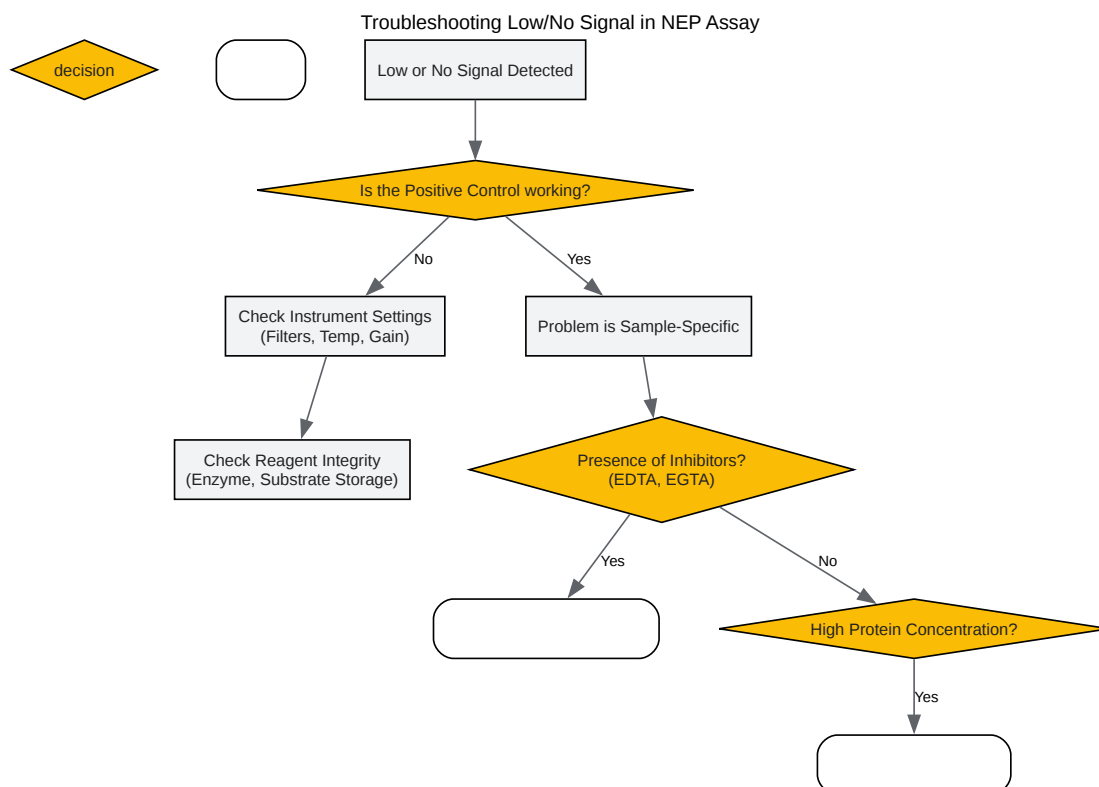 Troubleshooting Low/No Signal in NEP Assay
decision
Low or No Signal Detected
Is the Positive Control working?
No
Yes
Check Instrument Settings
(Filters, Temp, Gain)
Problem is Sample-Specific
Check Reagent Integrity
(Enzyme, Substrate Storage)
Presence of Inhibitors?
(EDTA, EGTA)
Yes
No
High Protein Concentration?
Yes